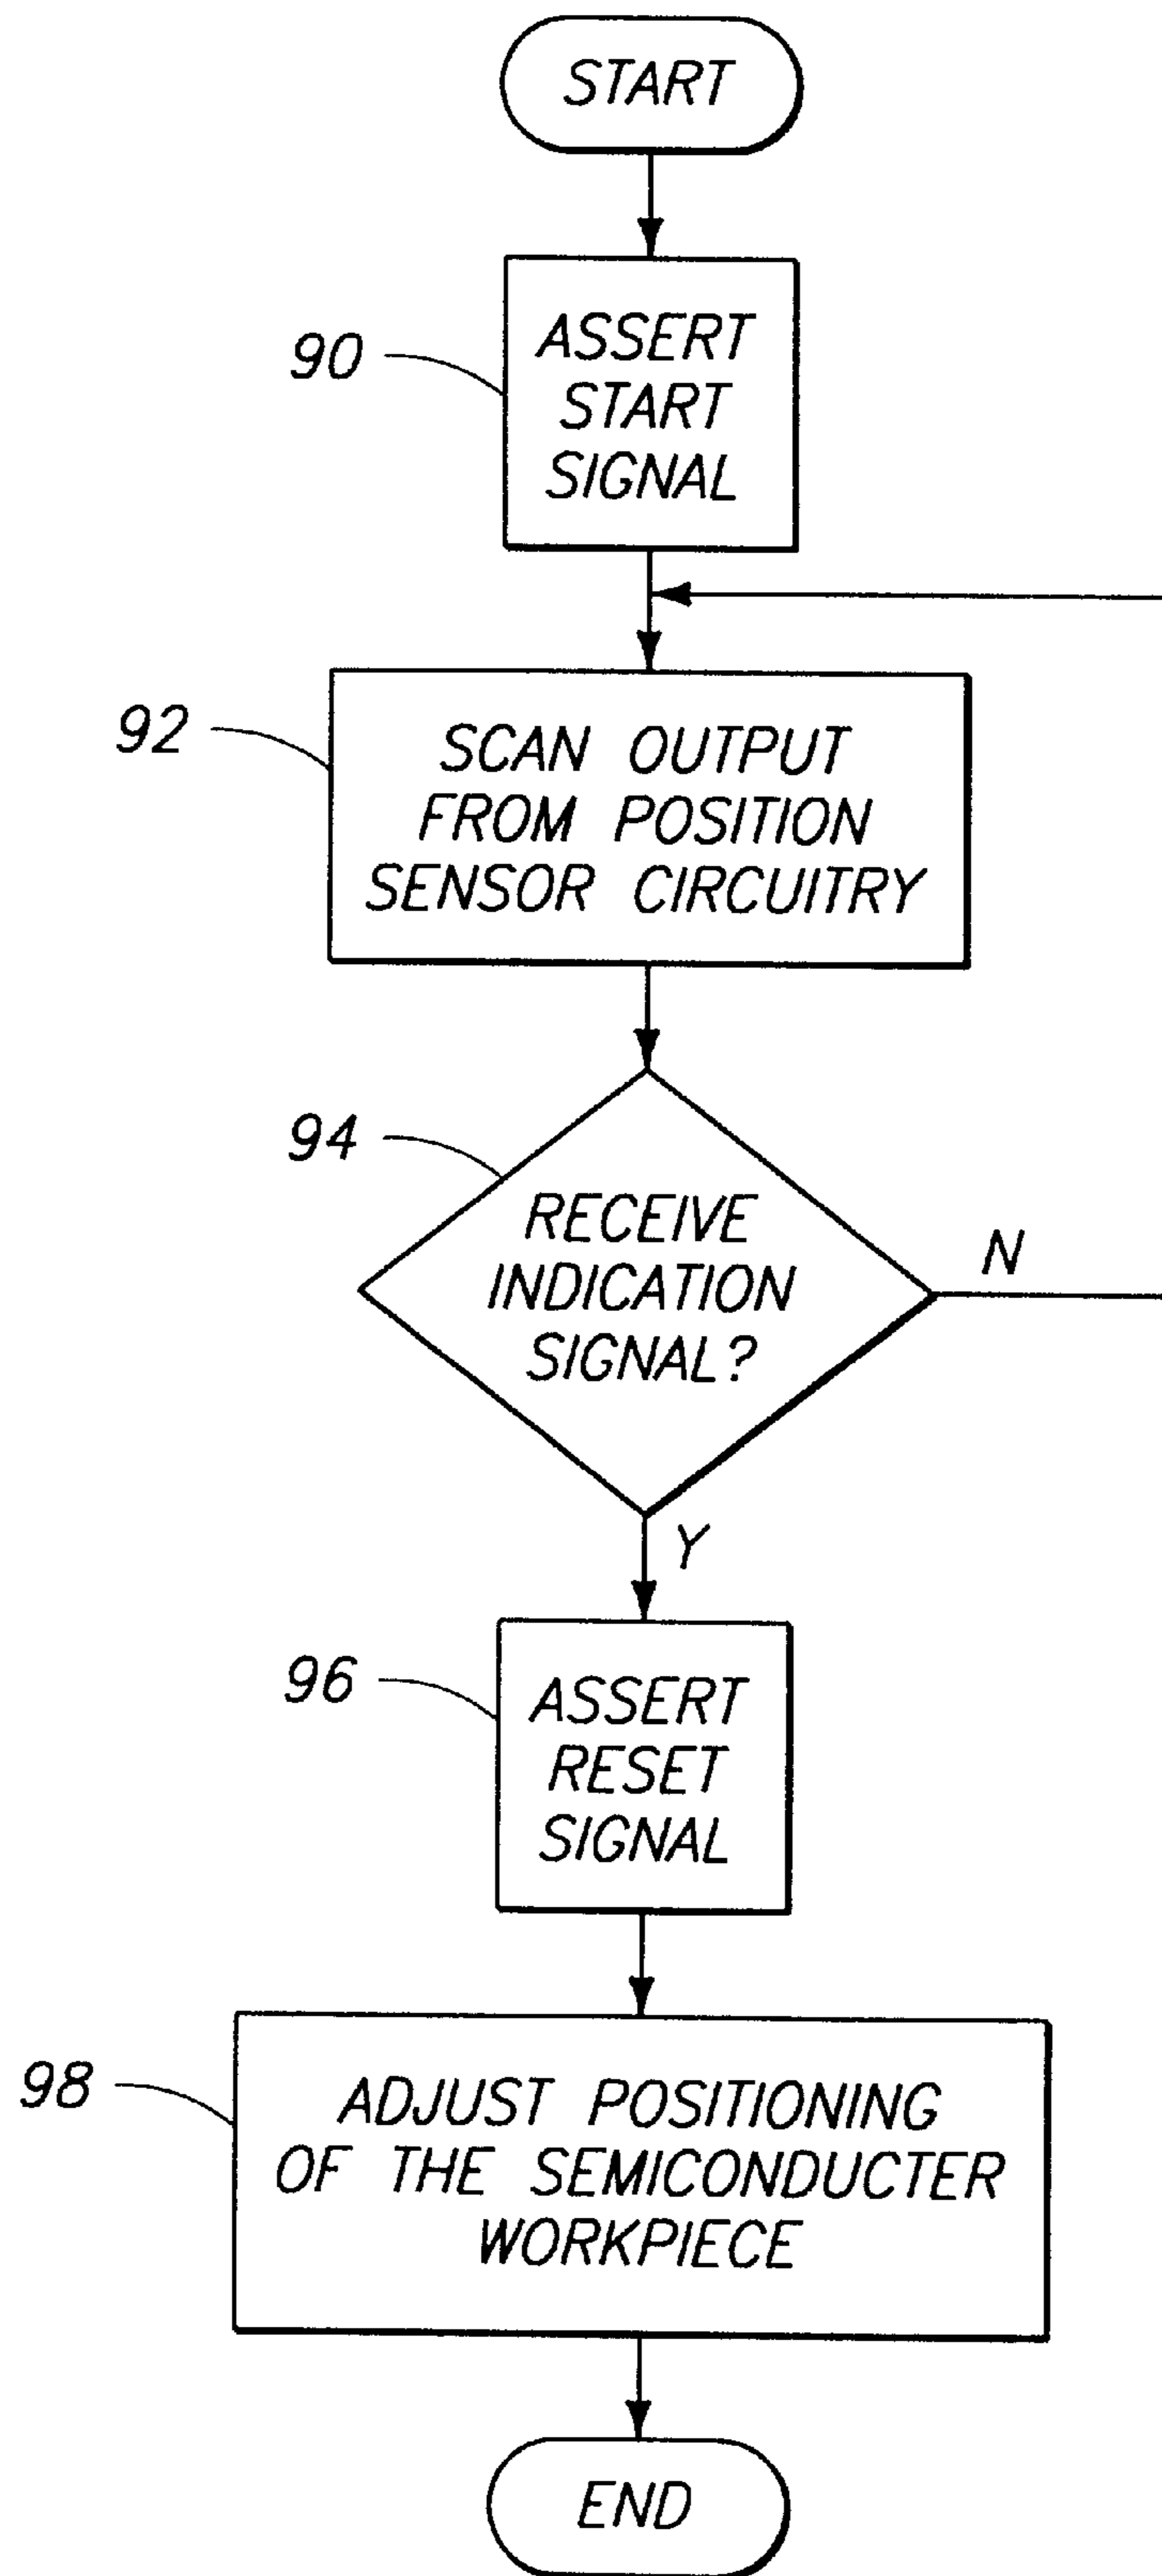 START
90
ASSERT
START
SIGNAL
92
SCAN OUTPUT
FROM POSITION
SENSOR CIRCUITRY
94
RECEIVE
INDICATION
SIGNAL?
N
Y
96
ASSERT
RESET
SIGNAL
98
ADJUST POSITIONING
OF THE SEMICONDUCTER
WORKPIECE
END